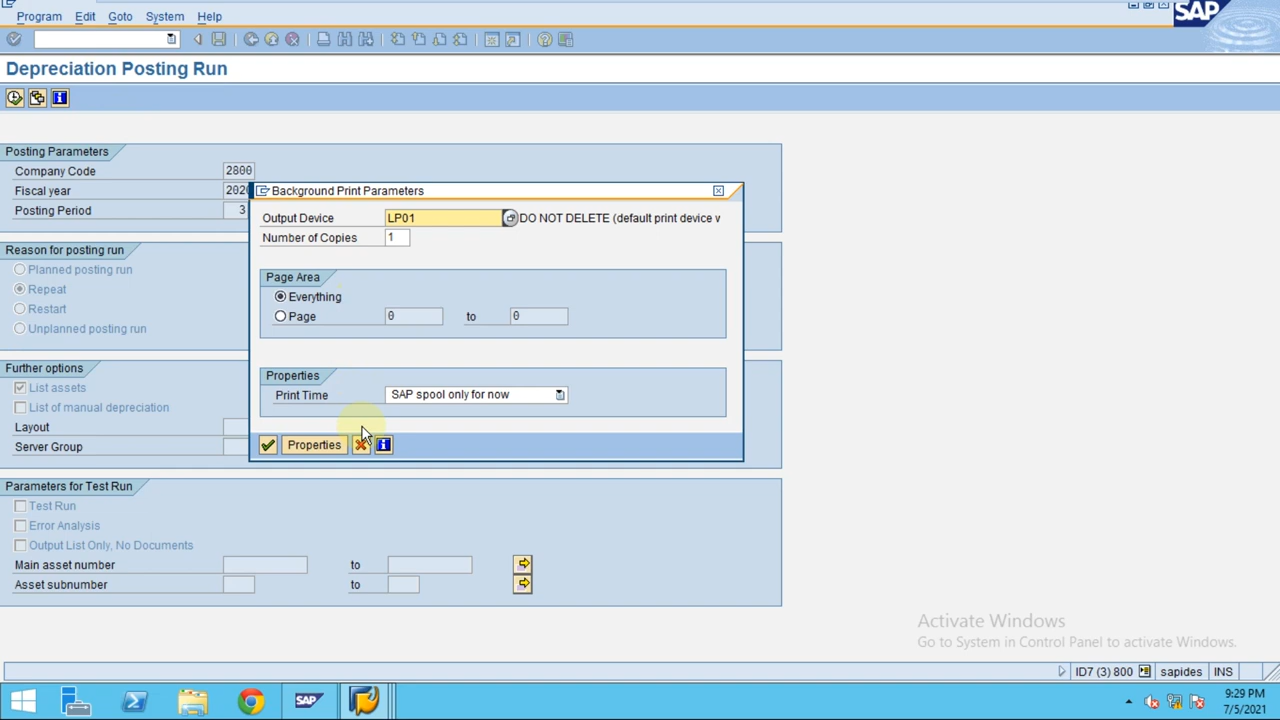 Program Edit Goto System Help
SAP
Depreciation Posting Run
Posting Parameters
Company Code 2800
Fiscal year 2020
Posting Period 3
Reason for posting run
Planned posting run
Repeat
Restart
Unplanned posting run
Further options
List assets
List of manual depreciation
Layout
Server Group
Background Print Parameters
Output Device LP01 DO NOT DELETE (default print device w
Number of Copies 1
Page Area
Everything
Page 0 to 0
Properties
Print Time SAP spool only for now
Properties
Parameters for Test Run
Test Run
Error Analysis
Output List Only, No Documents
Main asset number to
Asset subnumber to
Activate Windows
Go to System in Control Panel to activate Windows.
ID7 (3) 800 sapides INS
SAP
9:29 PM
7/5/2021